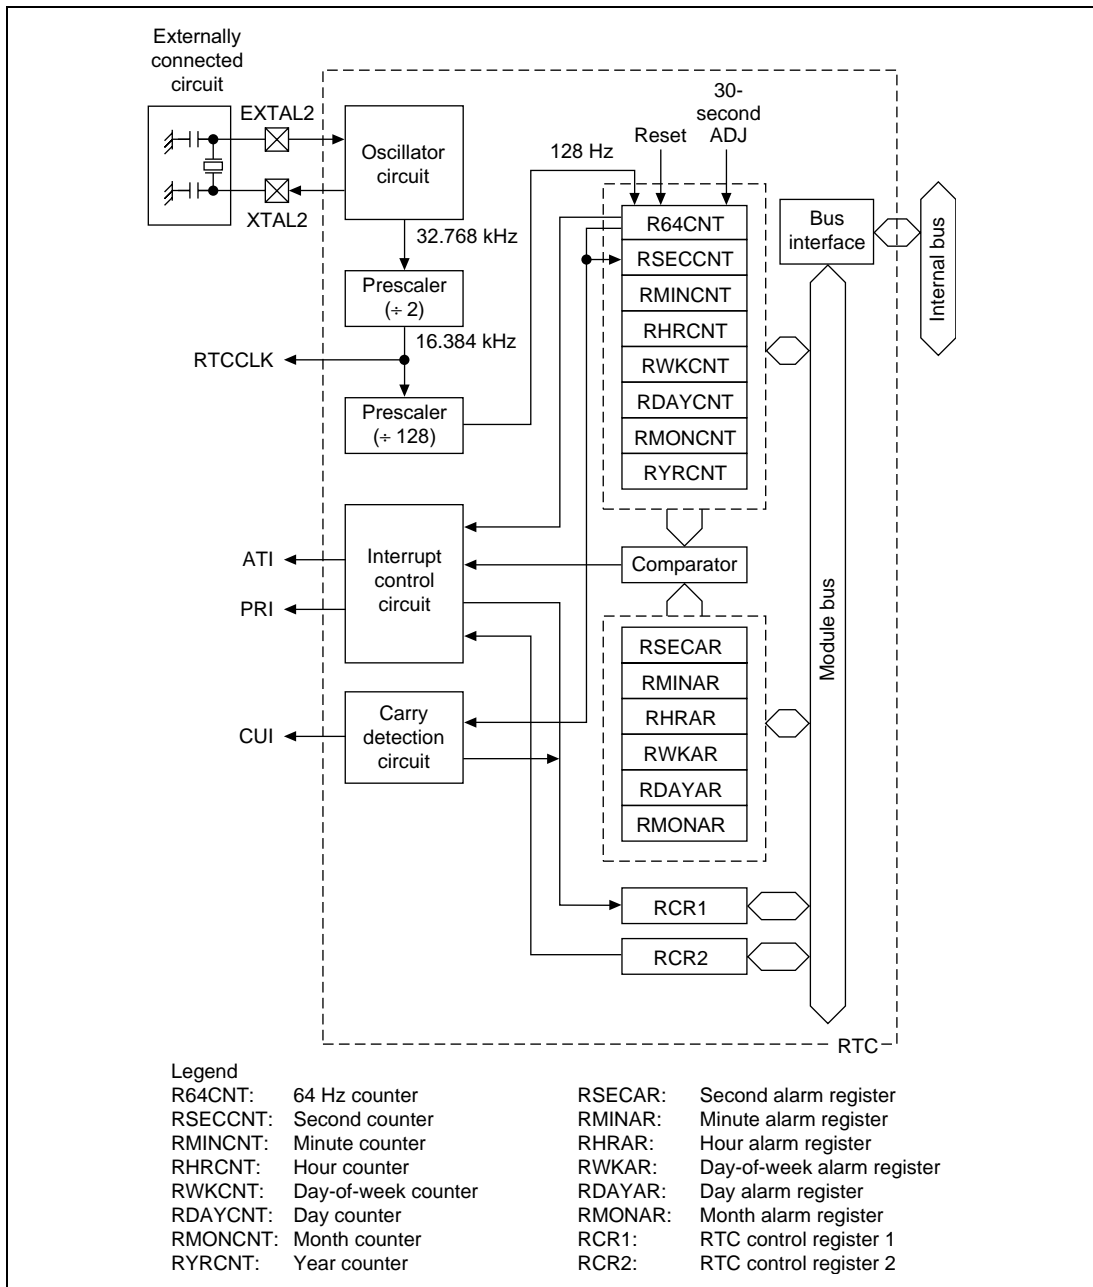 Externally
connected
circuit
EXTAL2
XTAL2
Oscillator
circuit
32.768 kHz
Prescaler
(÷ 2)
16.384 kHz
RTCCLK
Prescaler
(÷ 128)
128 Hz
Reset
30-
second
ADJ
R64CNT
RSECCNT
RMINCNT
RHRCNT
RWKCNT
RDAYCNT
RMONCNT
RYRCNT
Bus
interface
Internal bus
Module bus
ATI
PRI
Interrupt
control
circuit
Comparator
CUI
Carry
detection
circuit
RSECAR
RMINAR
RHRAR
RWKAR
RDAYAR
RMONAR
RCR1
RCR2
RTC
Legend
R64CNT: 64 Hz counter
RSECCNT: Second counter
RMINCNT: Minute counter
RHRCNT: Hour counter
RWKCNT: Day-of-week counter
RDAYCNT: Day counter
RMONCNT: Month counter
RYRCNT: Year counter
RSECAR: Second alarm register
RMINAR: Minute alarm register
RHRAR: Hour alarm register
RWKAR: Day-of-week alarm register
RDAYAR: Day alarm register
RMONAR: Month alarm register
RCR1: RTC control register 1
RCR2: RTC control register 2